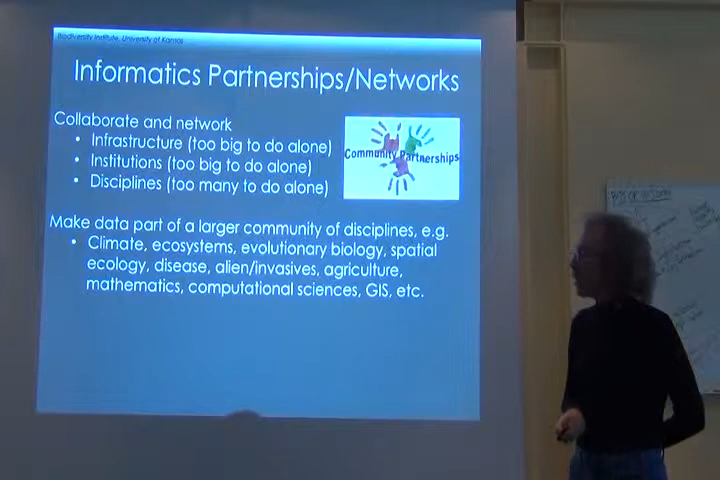 Biodiversity Institute, University of Kansas
Informatics Partnerships/Networks
Collaborate and network
• Infrastructure (too big to do alone)
• Institutions (too big to do alone)
• Disciplines (too many to do alone)
Community Partnerships
Make data part of a larger community of disciplines, e.g.
• Climate, ecosystems, evolutionary biology, spatial
ecology, disease, alien/invasives, agriculture,
mathematics, computational sciences, GIS, etc.